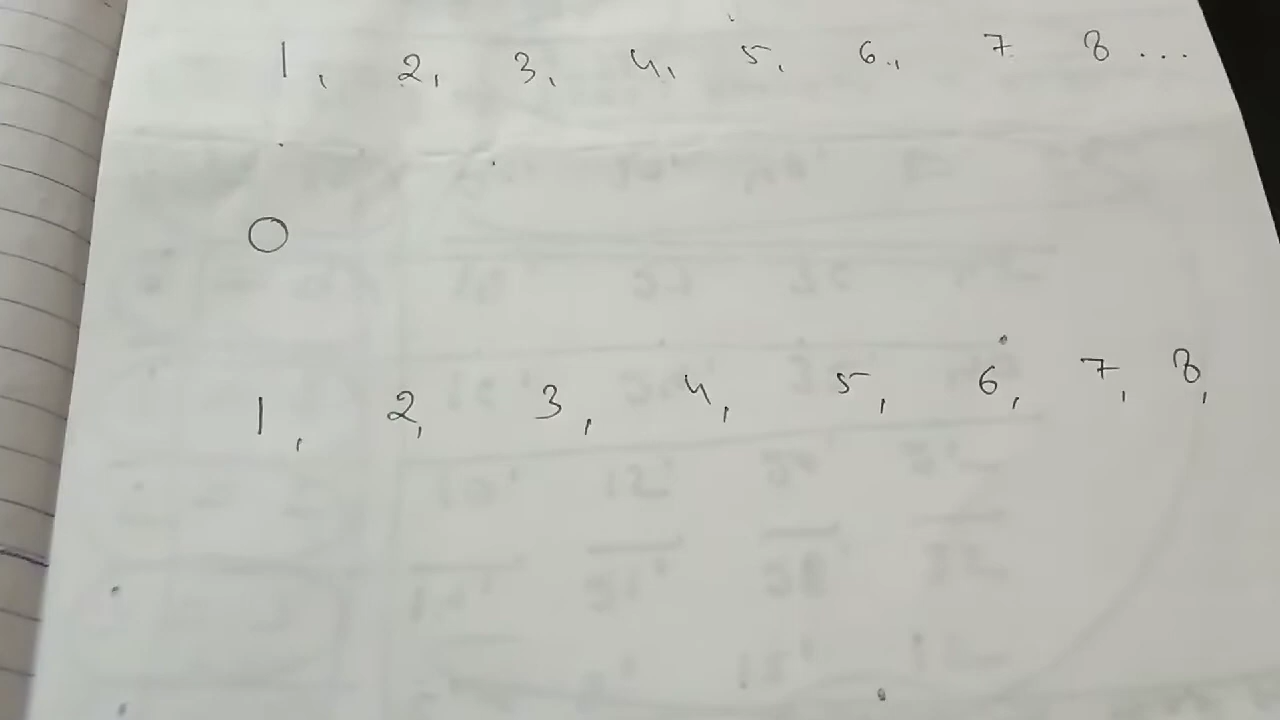 1, 2, 3, 4, 5, 6, 7 8 ...
0
1, 2, 3, 4, 5, 6, 7, 8,